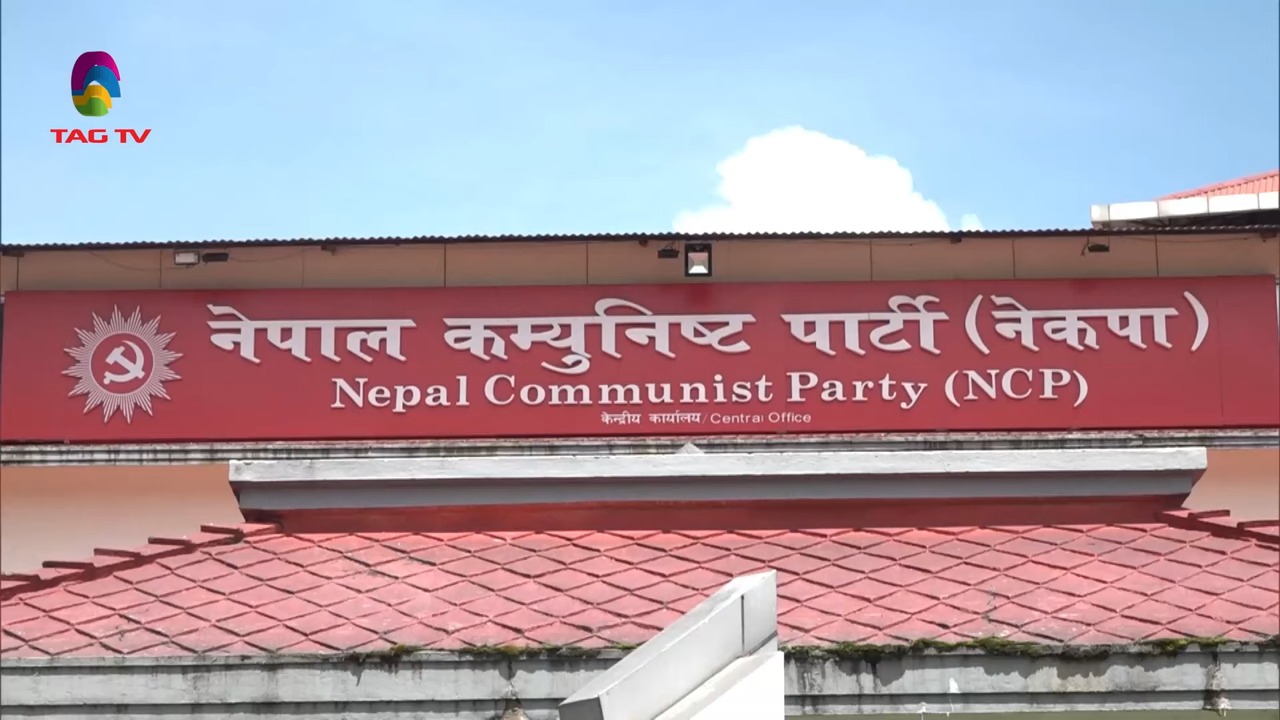 TAG TV
नेपाल कम्युनिष्ट पार्टी (नेकपा)
Nepal Communist Party (NCP)
केन्द्रीय कार्यालय/Central Office